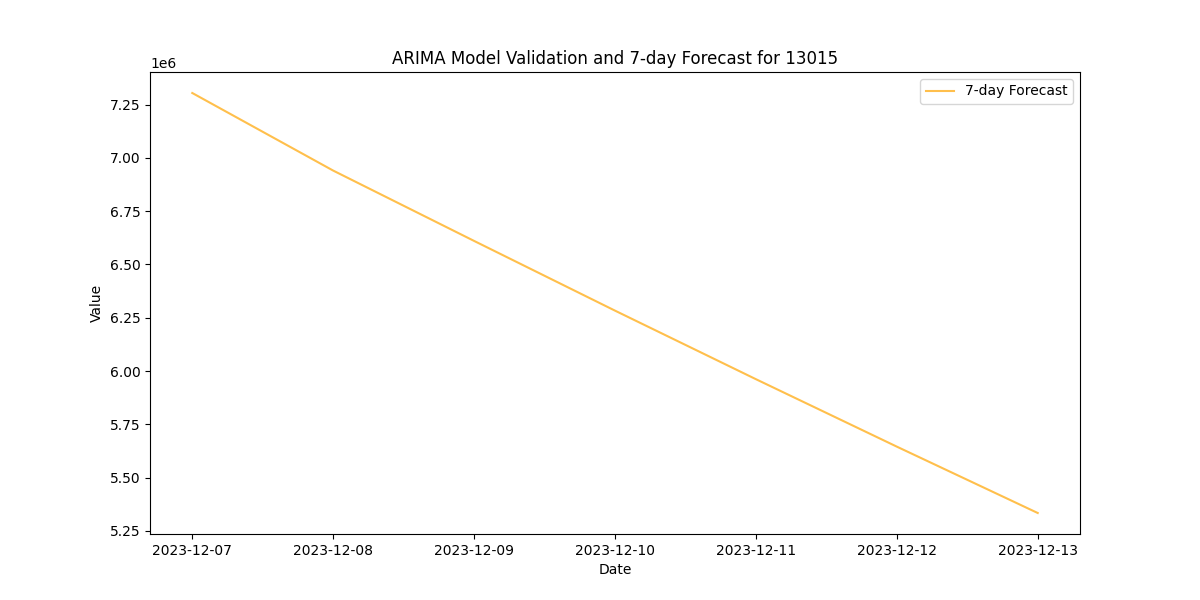 ARIMA Model Validation and 7-day Forecast for 13015
1e6
7-day Forecast
7.25
7.00
6.75
6.50
6.25
6.00
5.75
5.50
5.25
Value
2023-12-07 2023-12-08 2023-12-09 2023-12-10 2023-12-11 2023-12-12 2023-12-13
Date